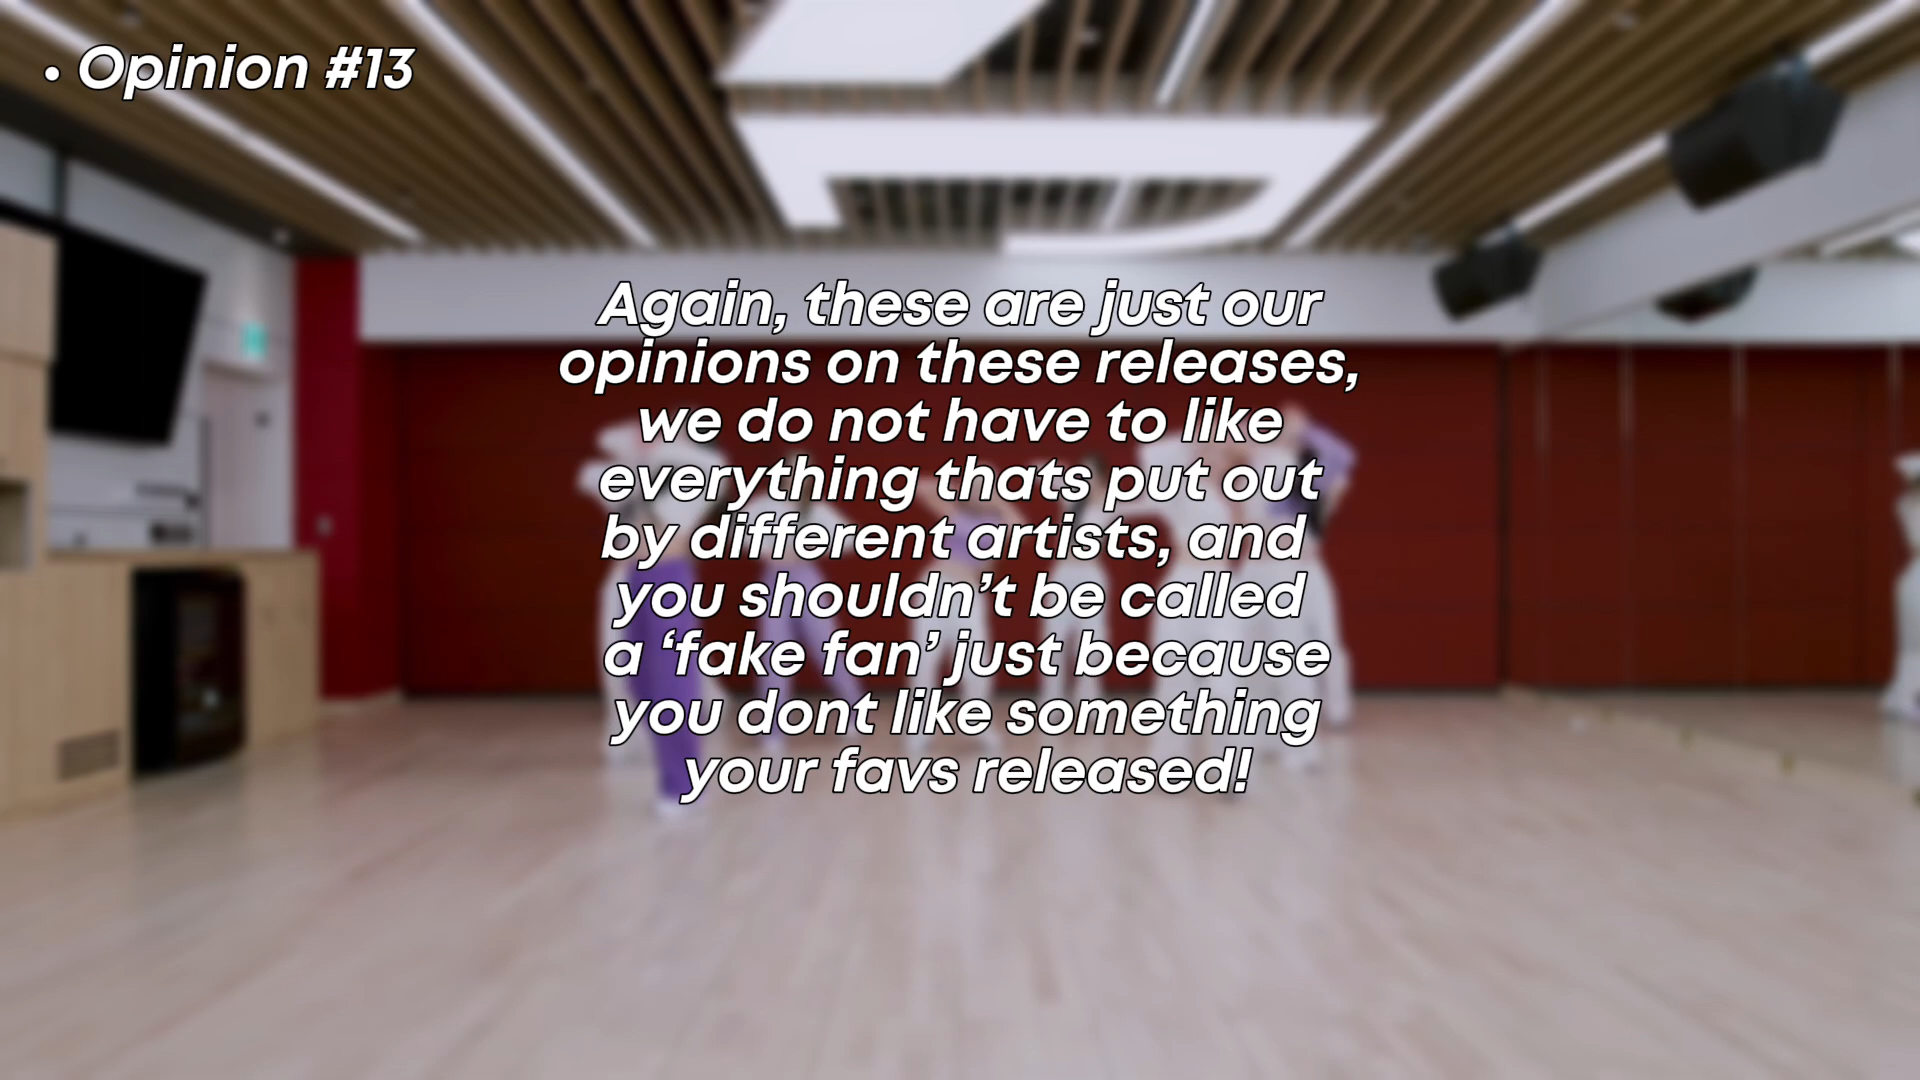 • Opinion #13
Again, these are just our
opinions on these releases,
we do not have to like
everything thats put out
by different artists, and
you shouldn’t be called
a ‘fake fan’ just because
you dont like something
your favs released!